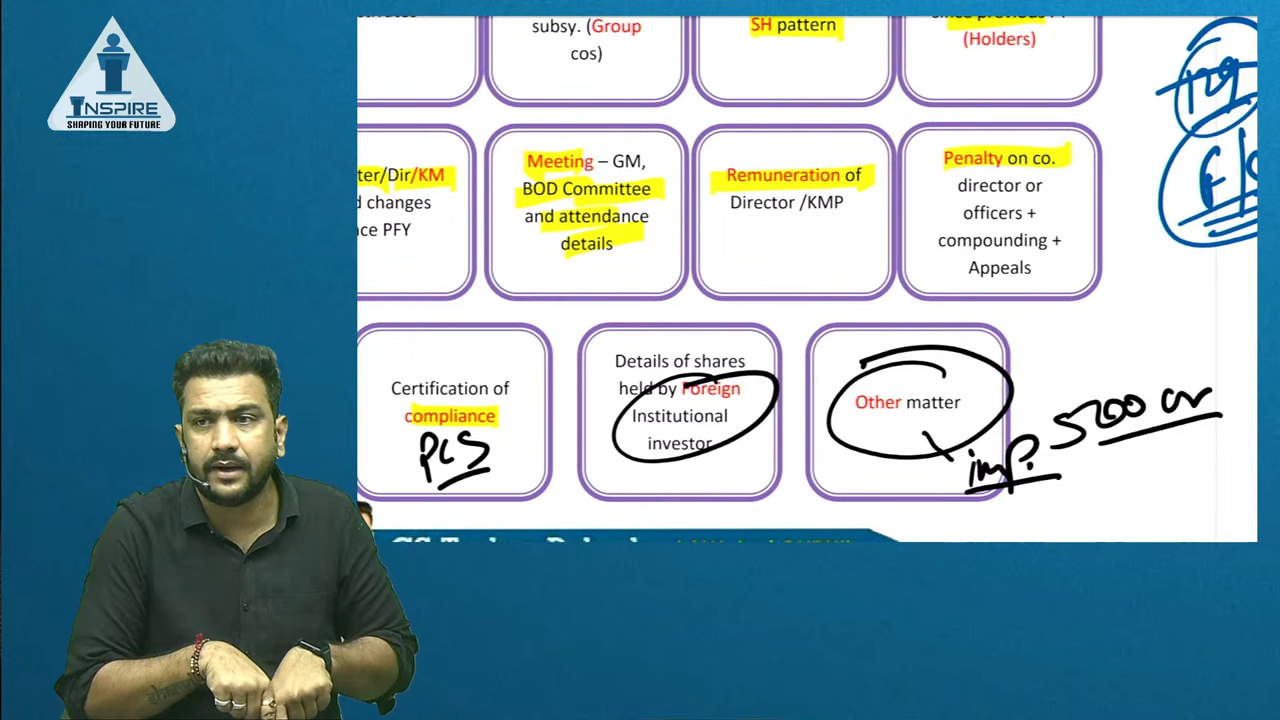 INSPIRE
SHAPING YOUR FUTURE
subsy. (Group
cos)
SH pattern
(Holders)
ter/Dir/KM
d changes
ce PFY
Meeting – GM,
BOD Committee
and attendance
details
Remuneration of
Director /KMP
Penalty on co.
director or
officers +
compounding +
Appeals
Certification of
compliance
PCS
Details of shares
held by Foreign
Institutional
investor
Other matter
imp.
500 cr